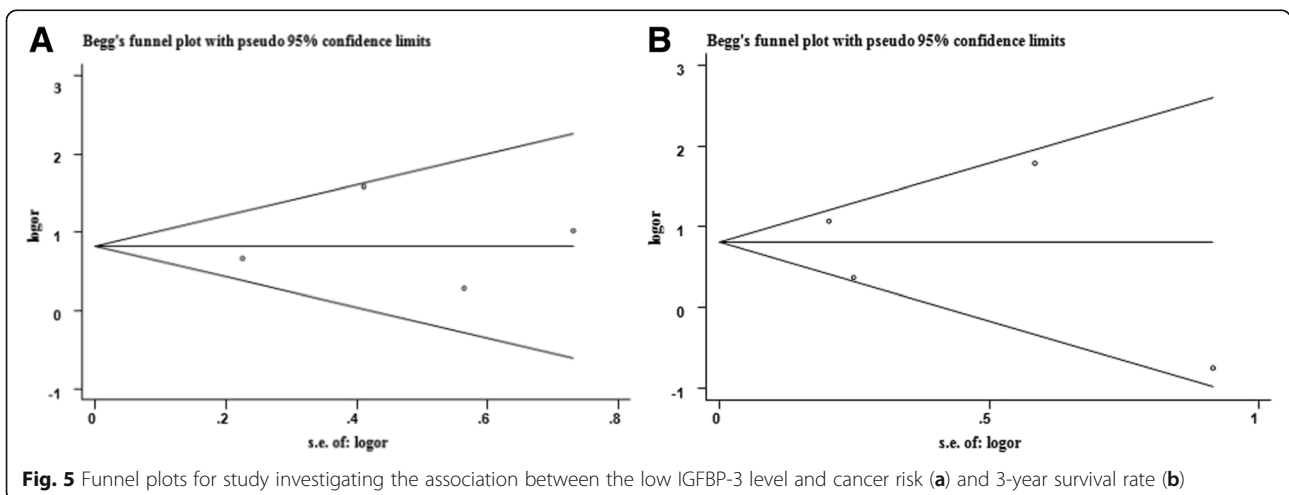 A
Begg's funnel plot with pseudo 95% confidence limits
3
2
1
0
-1
logor
0
.2
.4
.6
.8
s.e. of: logor
B
Begg's funnel plot with pseudo 95% confidence limits
3
2
1
0
-1
logor
0
.5
1
s.e. of: logor
Fig. 5 Funnel plots for study investigating the association between the low IGFBP-3 level and cancer risk (a) and 3-year survival rate (b)